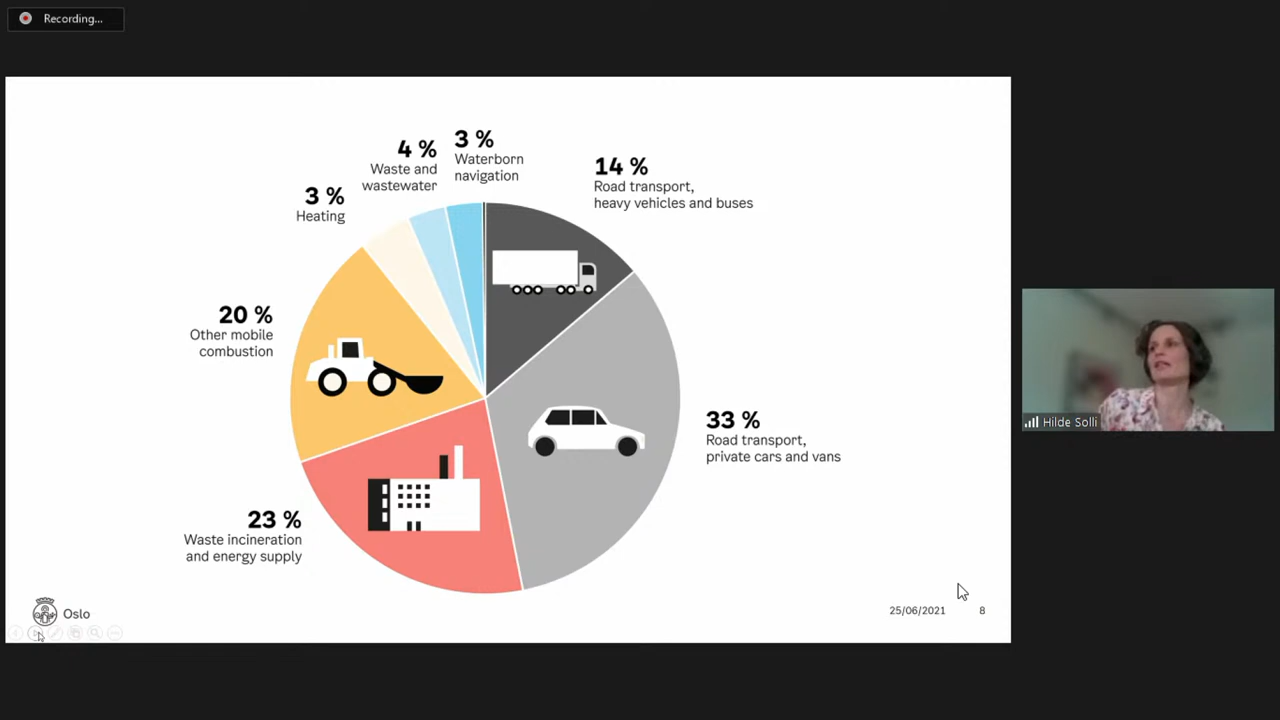 Recording...
3 %
Waterborn
navigation
4 %
Waste and
wastewater
14 %
Road transport,
heavy vehicles and buses
3 %
Heating
20 %
Other mobile
combustion
33 %
Road transport,
private cars and vans
Hilde Solli
23 %
Waste incineration
and energy supply
Oslo
25/06/2021
8